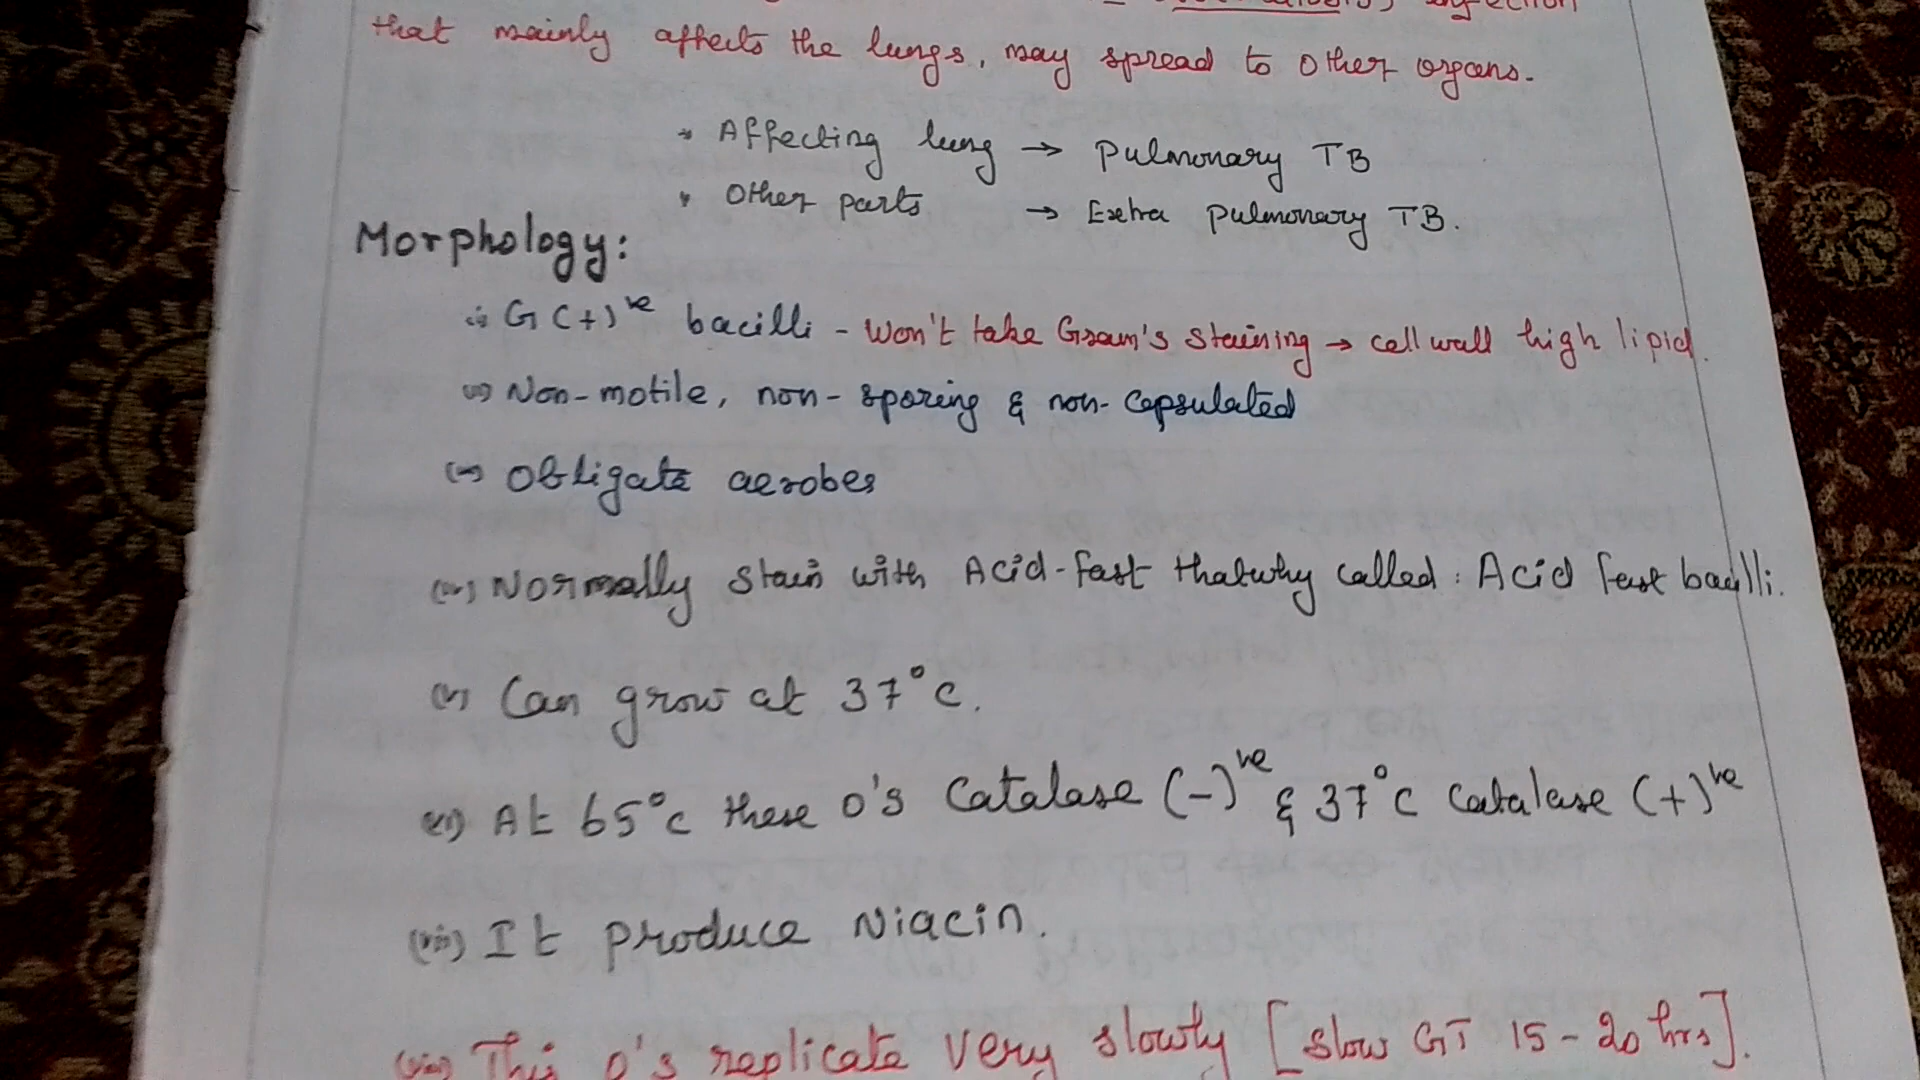 infection
that mainly affects the lungs, may spread to other organs.
* Affecting lung → Pulmonary TB
* Other parts → Extra pulmonary TB.
Morphology:
(i) G(+)ve bacilli - Won't take Gram's Staining → cell wall high lipid.
(ii) Non-motile, non-sporing & non-Capsulated
(iii) Obligate aerobes
(iv) Normally stain with Acid-fast thatwhy called : Acid fast bacilli.
(v) Can grow at 37°c.
(vi) At 65°c these O's Catalase (-)ve & 37°c Catalase (+)ve
(vii) It produce Niacin.
(viii) This O's replicate very slowly [slow GT 15-20 hrs].